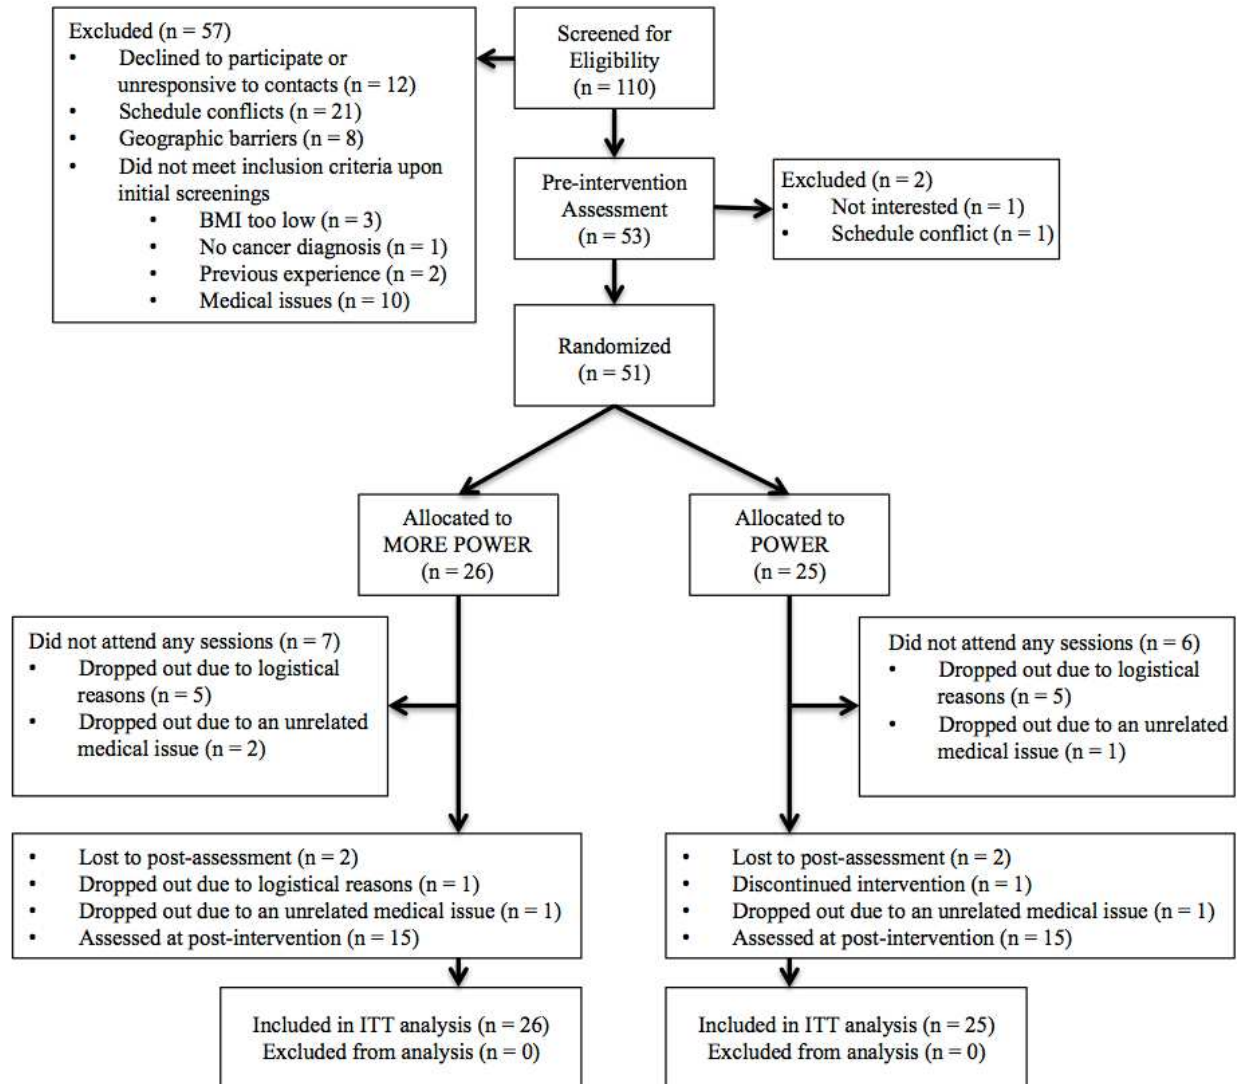 Excluded (n = 57)
• Declined to participate or
unresponsive to contacts (n = 12)
• Schedule conflicts (n = 21)
• Geographic barriers (n = 8)
• Did not meet inclusion criteria upon
initial screenings
• BMI too low (n = 3)
• No cancer diagnosis (n = 1)
• Previous experience (n = 2)
• Medical issues (n = 10)
Screened for
Eligibility
(n = 110)
Pre-intervention
Assessment
(n = 53)
Excluded (n = 2)
• Not interested (n = 1)
• Schedule conflict (n = 1)
Randomized
(n = 51)
Allocated to
MORE POWER
(n = 26)
Allocated to
POWER
(n = 25)
Did not attend any sessions (n = 7)
• Dropped out due to logistical
reasons (n = 5)
• Dropped out due to an unrelated
medical issue (n = 2)
Did not attend any sessions (n = 6)
• Dropped out due to logistical
reasons (n = 5)
• Dropped out due to an unrelated
medical issue (n = 1)
• Lost to post-assessment (n = 2)
• Dropped out due to logistical reasons (n = 1)
• Dropped out due to an unrelated medical issue (n = 1)
• Assessed at post-intervention (n = 15)
• Lost to post-assessment (n = 2)
• Discontinued intervention (n = 1)
• Dropped out due to an unrelated medical issue (n = 1)
• Assessed at post-intervention (n = 15)
Included in ITT analysis (n = 26)
Excluded from analysis (n = 0)
Included in ITT analysis (n = 25)
Excluded from analysis (n = 0)